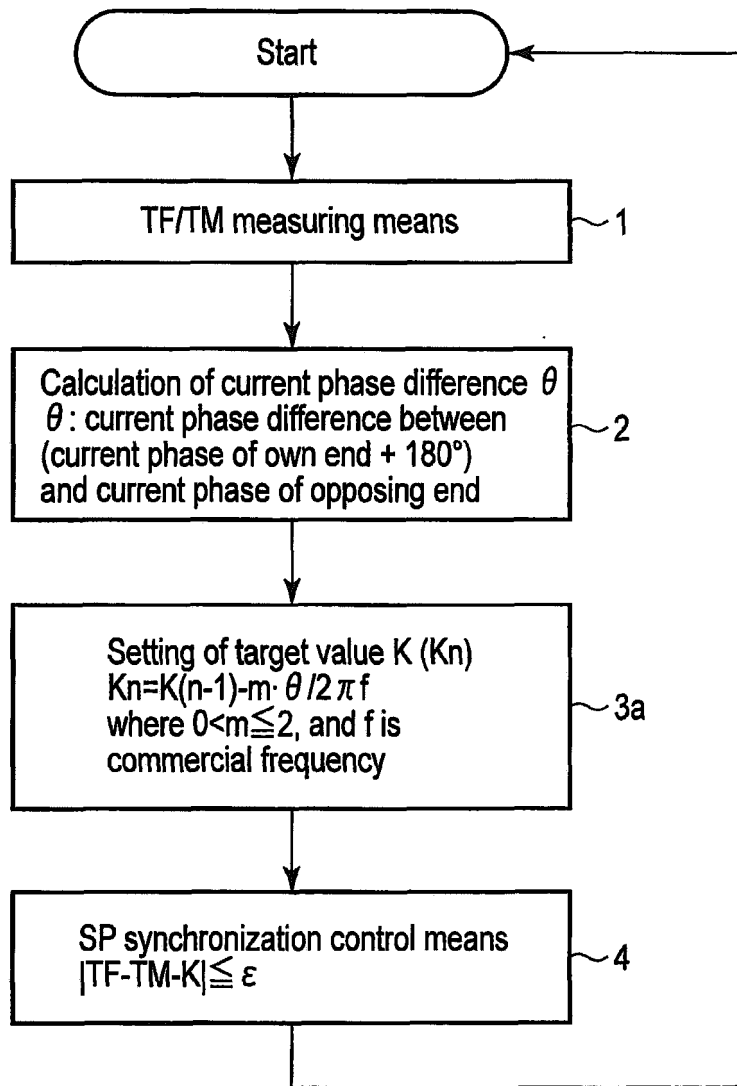 Start
TF/TM measuring means
1
Calculation of current phase difference θ
θ: current phase difference between
(current phase of own end + 180°)
and current phase of opposing end
2
Setting of target value K (Kn)
Kn=K(n-1)-m·θ/2πf
where 0<m≦2, and f is
commercial frequency
3a
SP synchronization control means
|TF-TM-K|≦ε
4